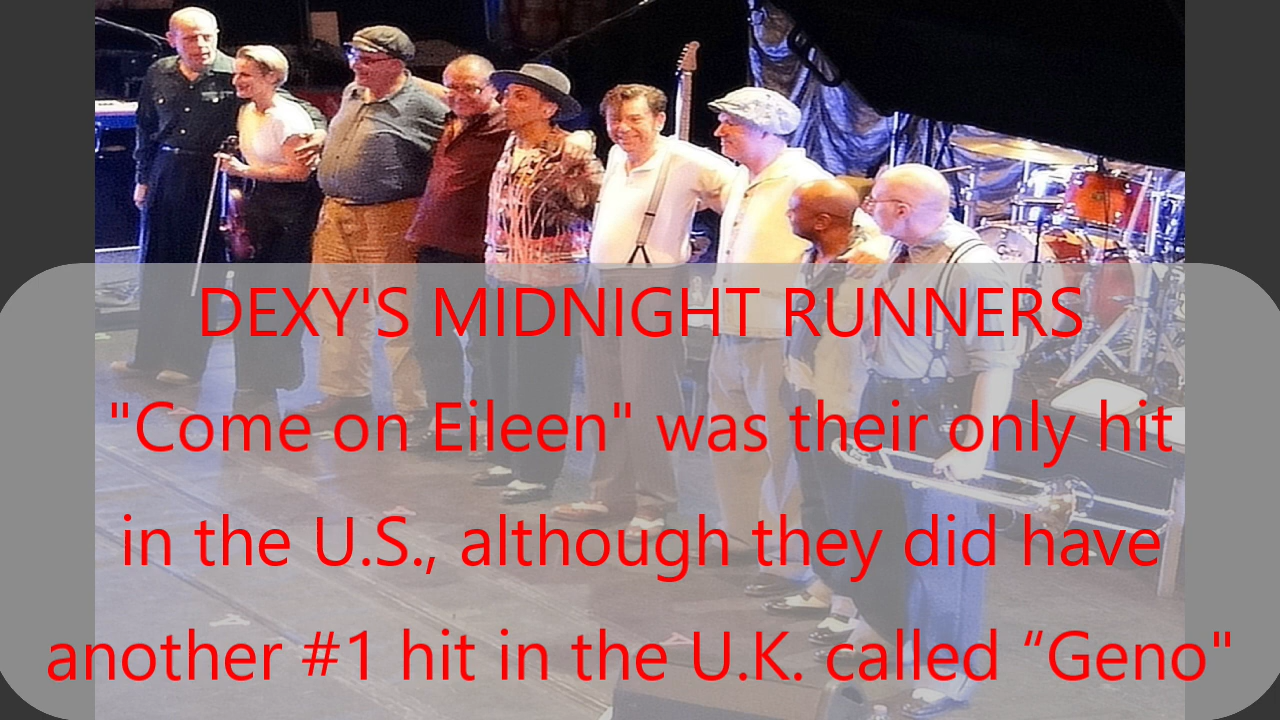 DEXY'S MIDNIGHT RUNNERS
"Come on Eileen" was their only hit
in the U.S., although they did have
another #1 hit in the U.K. called “Geno"